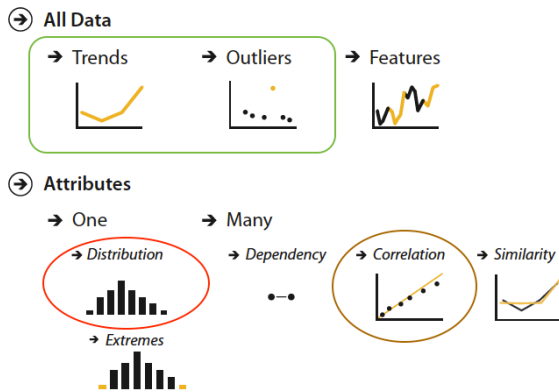 → All Data
→ Trends → Outliers → Features
→ Attributes
→ One → Many
→ Distribution → Dependency → Correlation → Similarity
→ Extremes